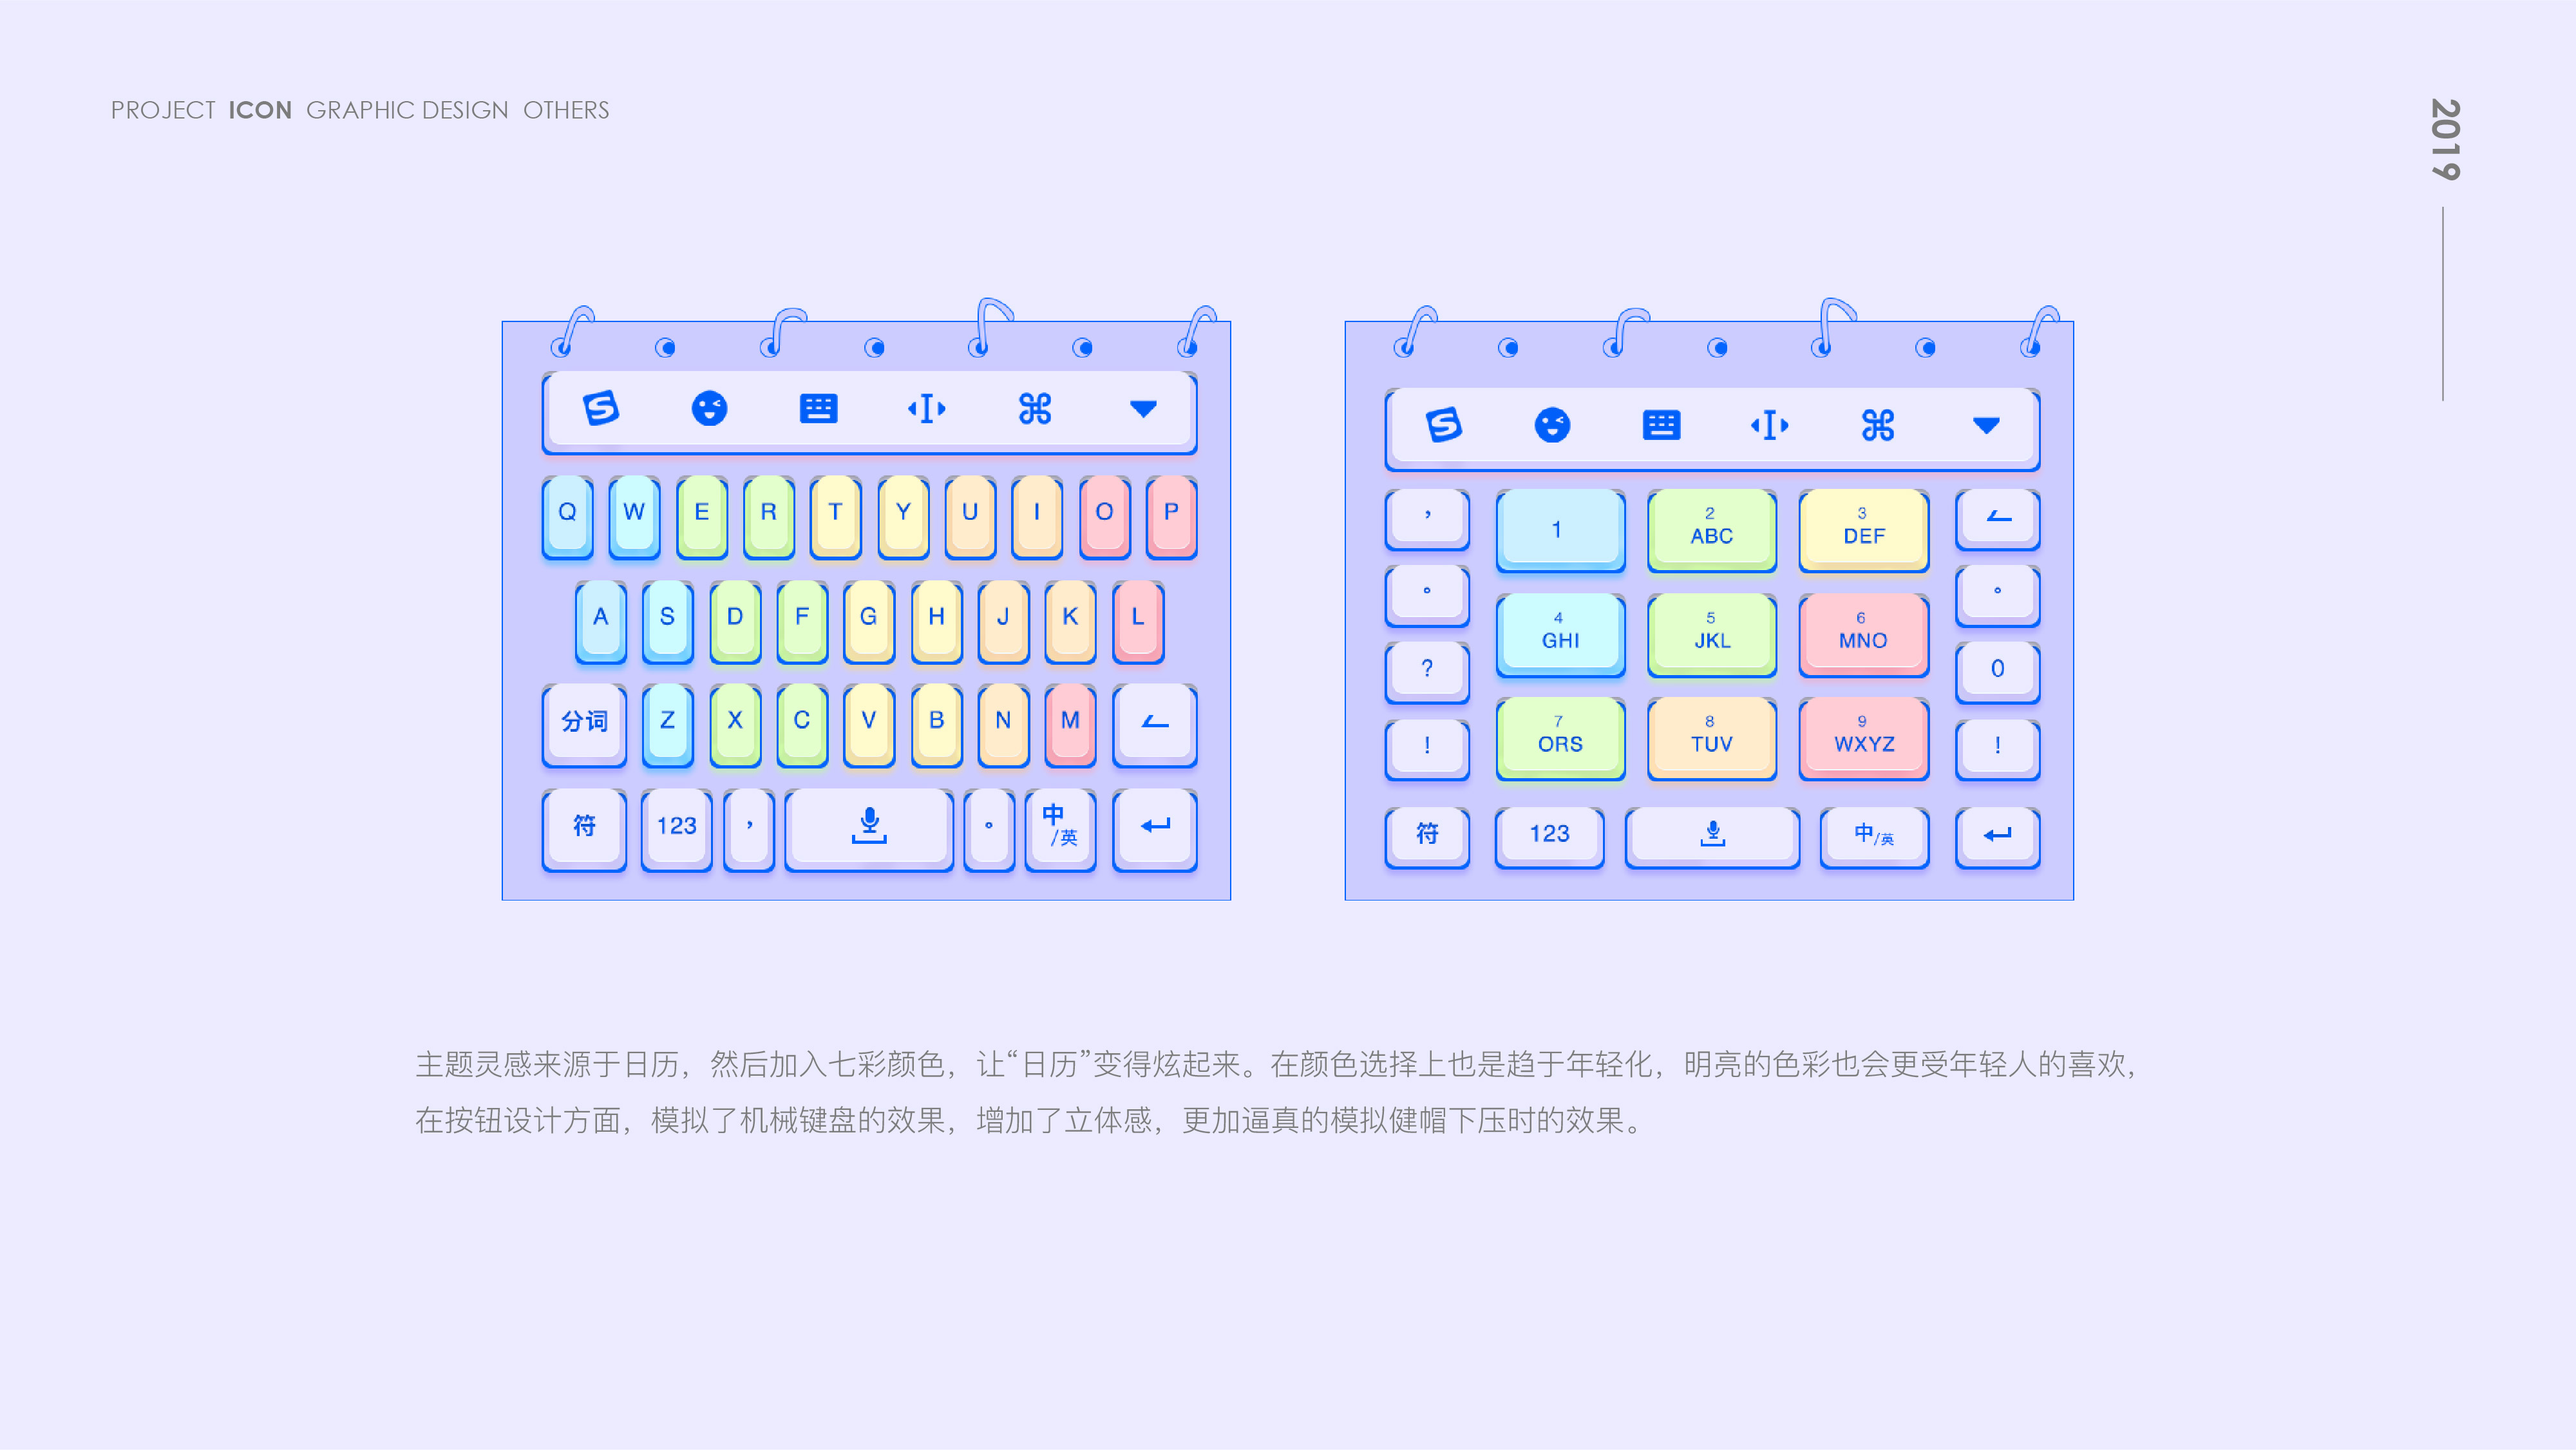 PROJECT ICON GRAPHIC DESIGN OTHERS
2019
Q W E R T Y U I O P
A S D F G H J K L
分词 Z X C V B N M
符 123 ， 。 中/英
， 1 2 ABC 3 DEF
。 4 GHI 5 JKL 6 MNO 。
? 0
! 7 ORS 8 TUV 9 WXYZ !
符 123 中/英
主题灵感来源于日历，然后加入七彩颜色，让“日历”变得炫起来。在颜色选择上也是趋于年轻化，明亮的色彩也会更受年轻人的喜欢，
在按钮设计方面，模拟了机械键盘的效果，增加了立体感，更加逼真的模拟健帽下压时的效果。